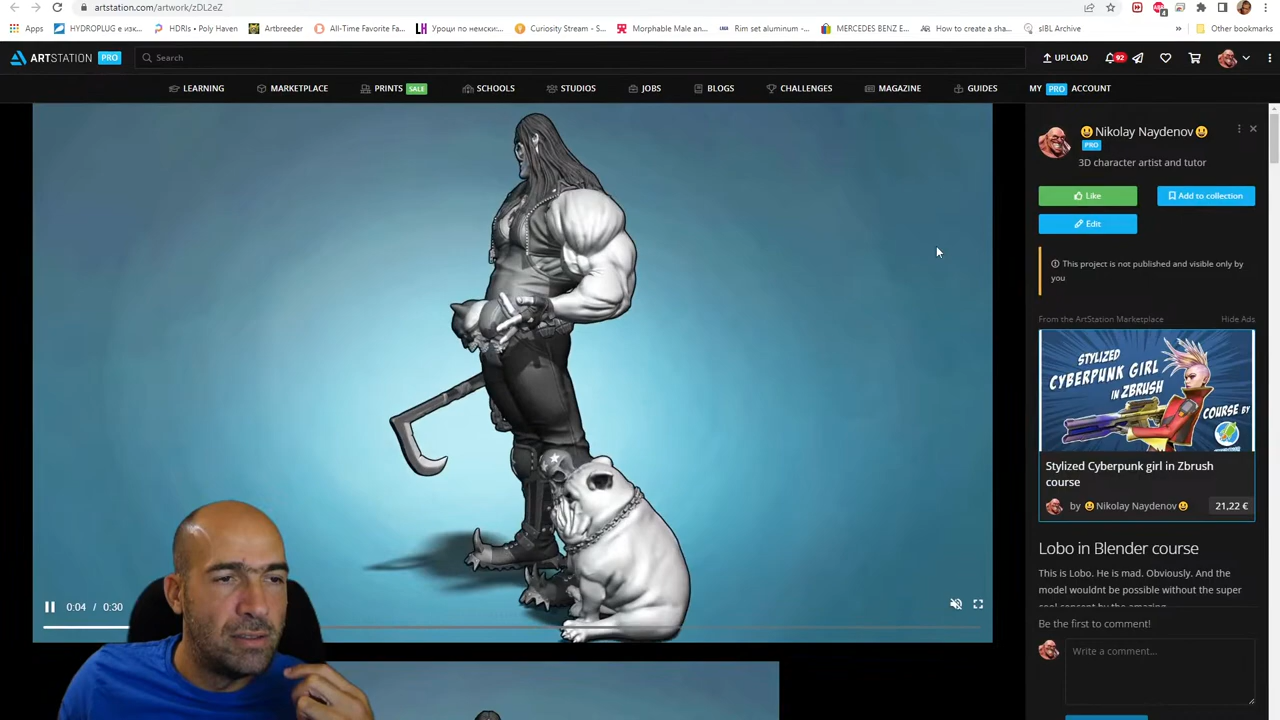 artstation.com/artwork/zDL2eZ
Apps
HYDROPLUG е изк...
HDRIs • Poly Haven
Artbreeder
All-Time Favorite Fa...
Уроци по немски:...
Curiosity Stream - S...
Morphable Male an...
Rim set aluminum -...
MERCEDES BENZ E...
How to create a sha...
sIBL Archive
»
Other bookmarks
ARTSTATION PRO
Search
UPLOAD
92
LEARNING
MARKETPLACE
PRINTS SALE
SCHOOLS
STUDIOS
JOBS
BLOGS
CHALLENGES
MAGAZINE
GUIDES
MY PRO ACCOUNT
Nikolay Naydenov
PRO
3D character artist and tutor
Like
Add to collection
Edit
This project is not published and visible only by
you
From the ArtStation Marketplace
Hide Ads
STYLIZED
CYBERPUNK GIRL
IN ZBRUSH
COURSE BY
Stylized Cyberpunk girl in Zbrush
course
by Nikolay Naydenov
21,22 €
Lobo in Blender course
This is Lobo. He is mad. Obviously. And the
model wouldnt be possible without the super
cool concept by the amazing
Be the first to comment!
Write a comment...
0:04 / 0:30